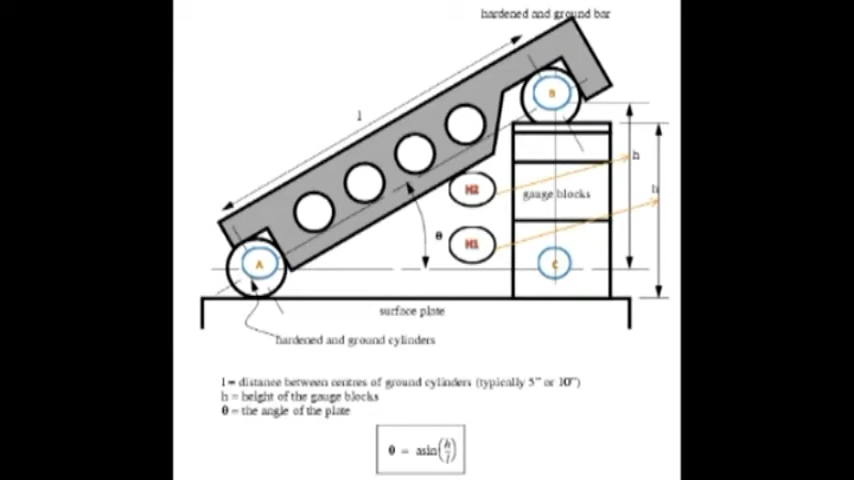 hardened and ground bar
l
B
h
H2
gauge blocks
h
θ
H1
A
C
surface plate
hardened and ground cylinders
l = distance between centres of ground cylinders (typically 5" or 10")
h = height of the gauge blocks
θ = the angle of the plate
θ = asin(h/l)